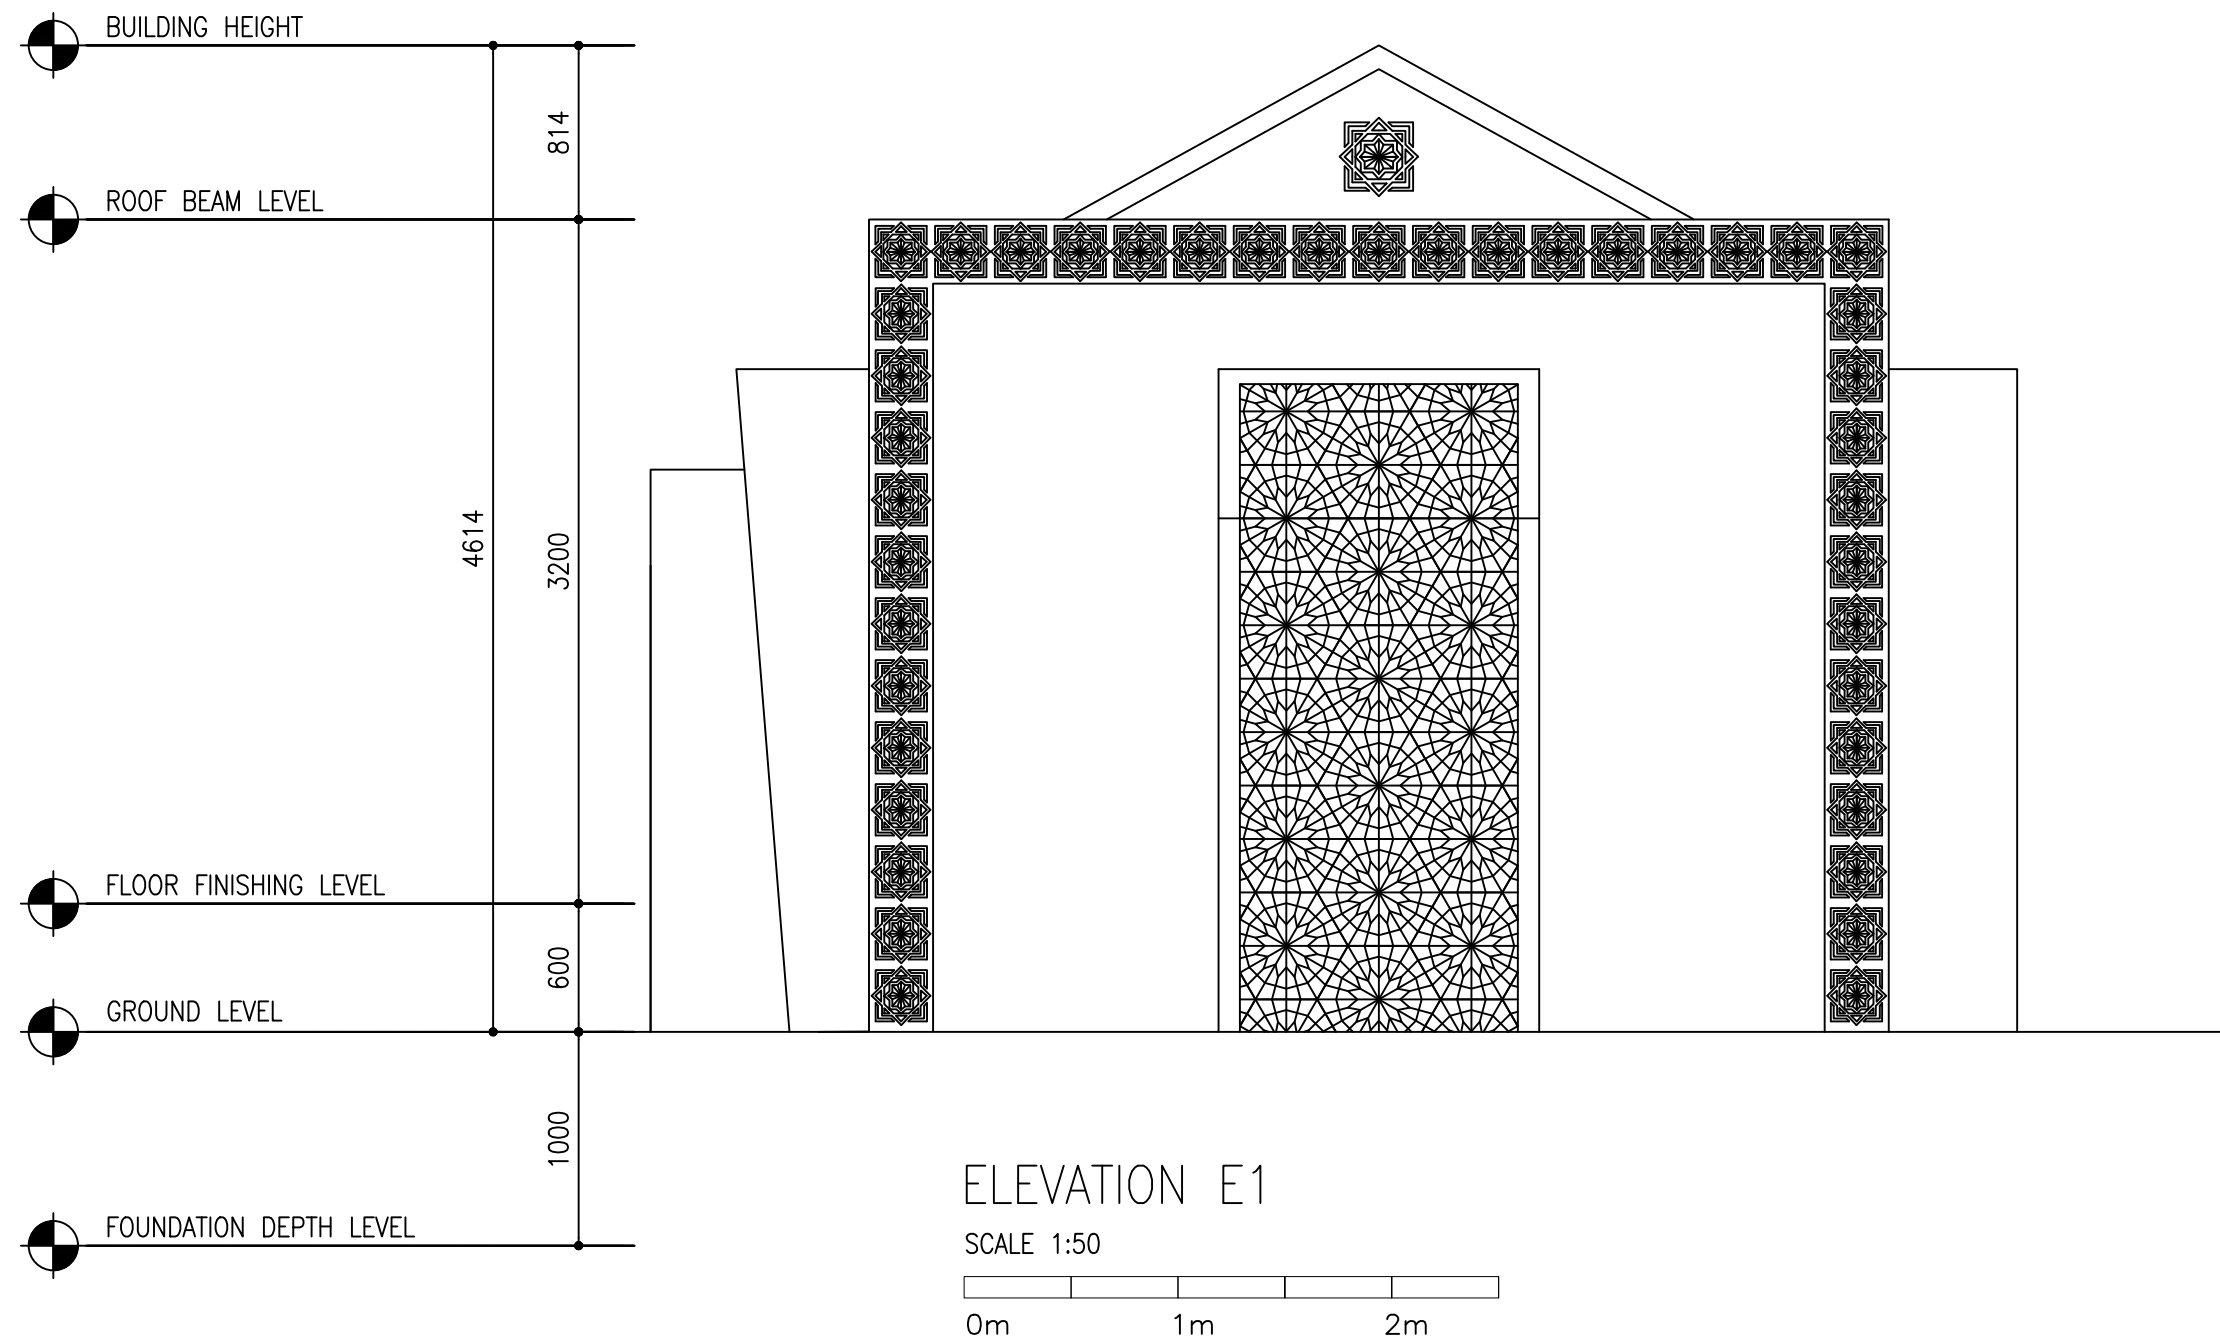 BUILDING HEIGHT
814
ROOF BEAM LEVEL
4614
3200
FLOOR FINISHING LEVEL
600
GROUND LEVEL
1000
FOUNDATION DEPTH LEVEL
ELEVATION E1
SCALE 1:50
0m 1m 2m